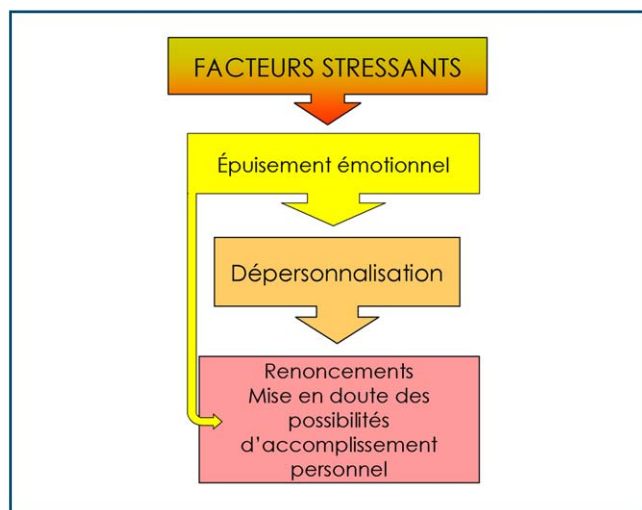 FACTEURS STRESSANTS
Épuisement émotionnel
Dépersonnalisation
Renoncements
Mise en doute des
possibilités
d’accomplissement
personnel